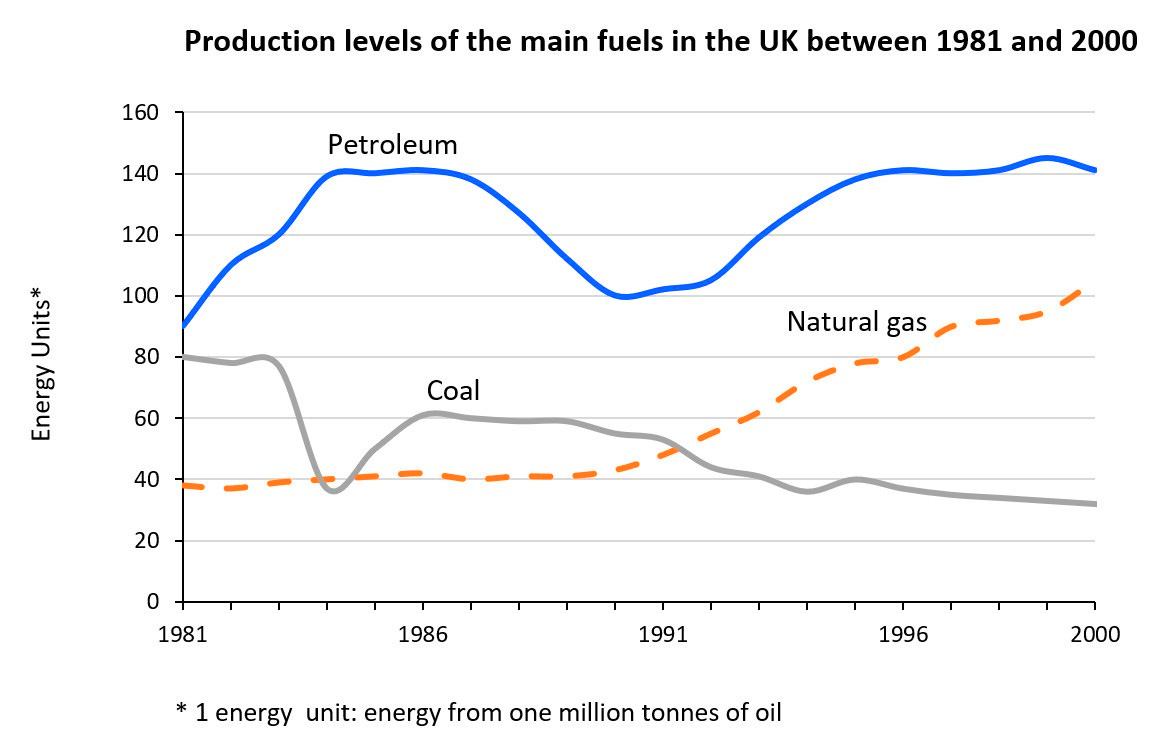 Production levels of the main fuels in the UK between 1981 and 2000
160
Petroleum
140
120
100
Natural gas
80
Coal
60
40
20
0
Energy Units*
1981 1986 1991 1996 2000
* 1 energy  unit: energy from one million tonnes of oil